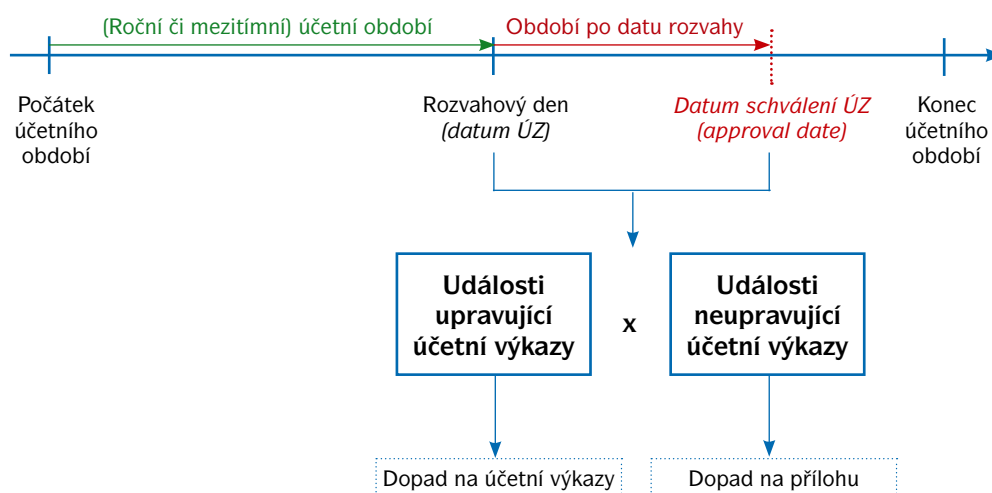 (Roční či mezitímní) účetní období
Období po datu rozvahy
Počátek
účetního
období
Rozvahový den
(datum ÚZ)
Datum schválení ÚZ
(approval date)
Konec
účetního
období
Události
upravující
účetní výkazy
x
Události
neupravující
účetní výkazy
Dopad na účetní výkazy
Dopad na přílohu